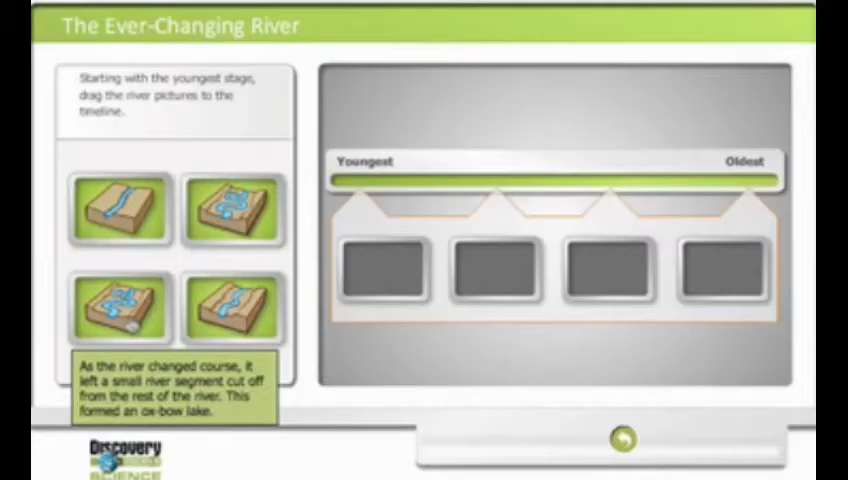 The Ever-Changing River
Starting with the youngest stage,
drag the river pictures to the
timeline.
Youngest
Oldest
As the river changed course, it
left a small river segment cut off
from the rest of the river. This
formed an ox-bow lake.
Discovery
SCIENCE